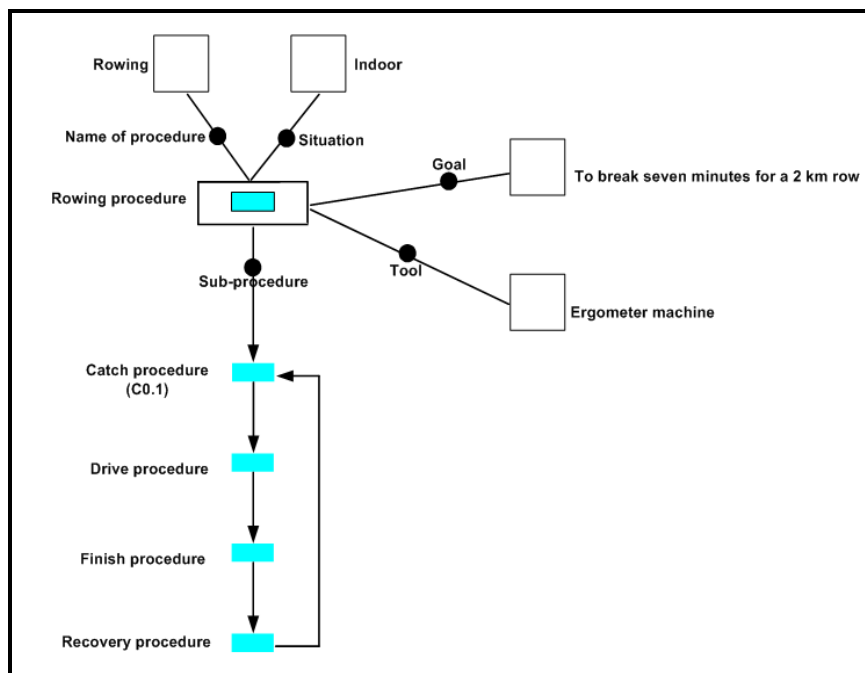 Rowing
Indoor
Name of procedure
Situation
Goal
To break seven minutes for a 2 km row
Rowing procedure
Tool
Sub-procedure
Ergometer machine
Catch procedure
(C0.1)
Drive procedure
Finish procedure
Recovery procedure